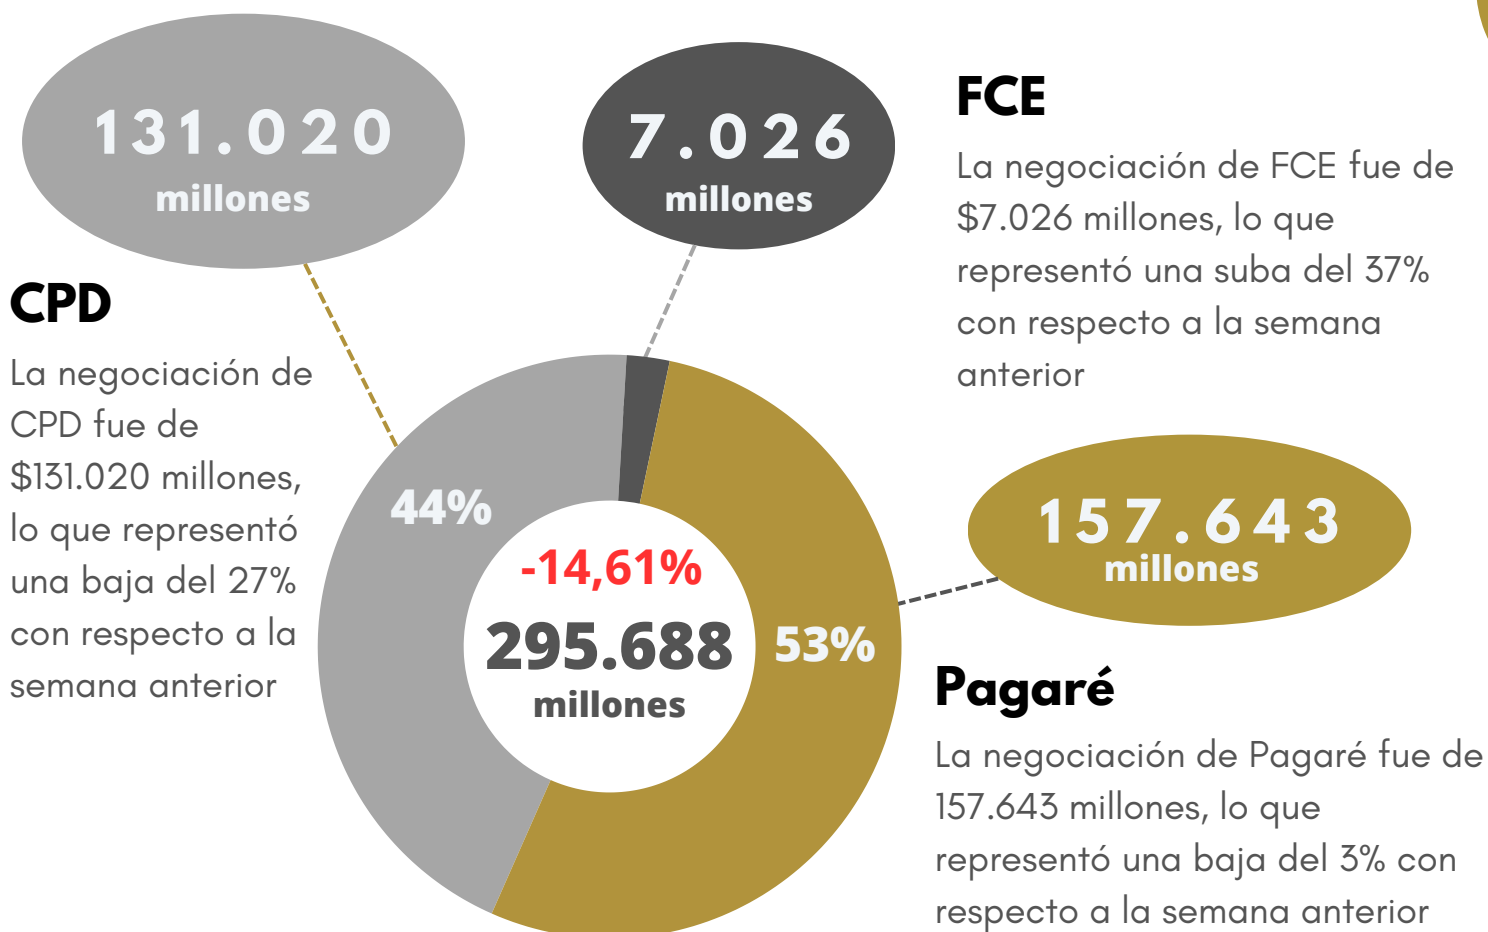 131.020
millones
CPD
La negociación de
CPD fue de
$131.020 millones,
lo que representó
una baja del 27%
con respecto a la
semana anterior
7.026
millones
FCE
La negociación de FCE fue de
$7.026 millones, lo que
representó una suba del 37%
con respecto a la semana
anterior
44%
-14,61%
295.688
millones
53%
157.643
millones
Pagaré
La negociación de Pagaré fue de
157.643 millones, lo que
representó una baja del 3% con
respecto a la semana anterior